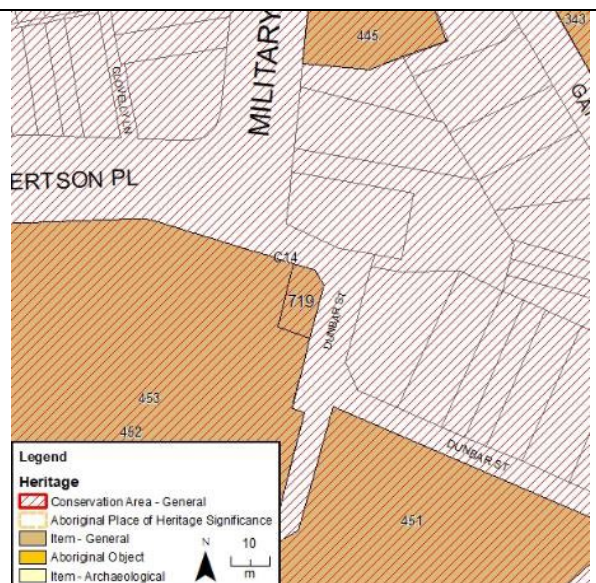 445
343
MILITARY
GAP
CLOVELLY LN
ERTSON PL
C14
719
DUNBAR ST
453
452
DUNBAR ST
451
Legend
Heritage
Conservation Area - General
Aboriginal Place of Heritage Significance
Item - General
Aboriginal Object
Item - Archaeological
N
10
m